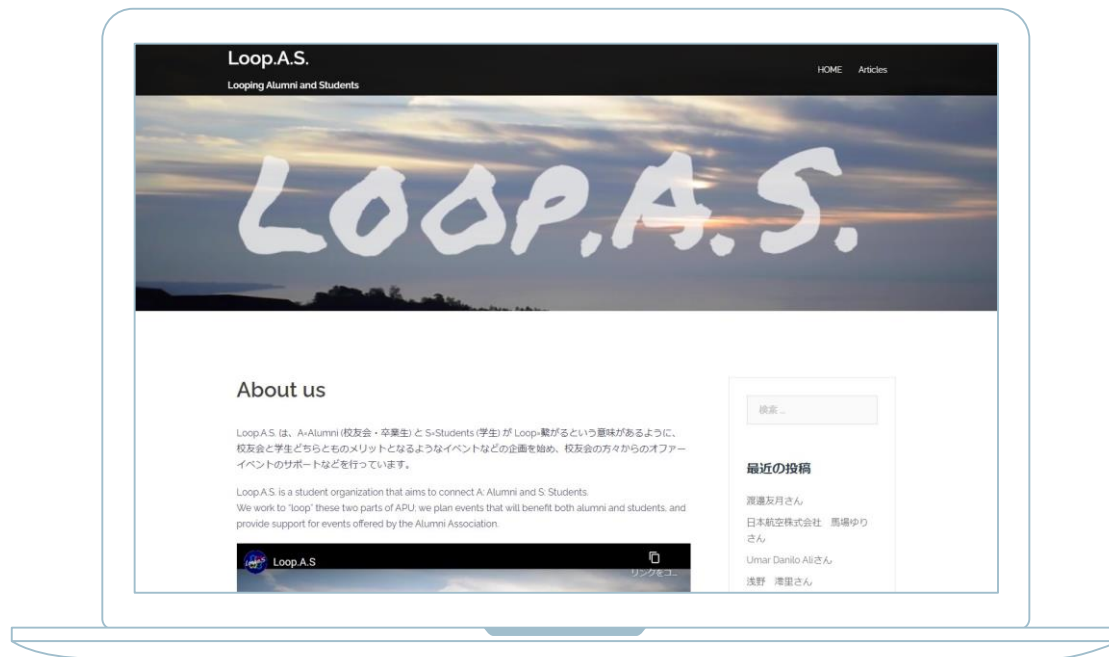 Loop.A.S.
Looping Alumni and Students
HOME Articles
LOOP.A.S.
About us
Loop.A.S. は、A=Alumni (校友会・卒業生) と S=Students (学生) が Loop=繋がるという意味があるように、
校友会と学生どちらとものメリットとなるようなイベントなどの企画を始め、校友会の方々からのオファー
イベントのサポートなどを行っています。
Loop.A.S. is a student organization that aims to connect A: Alumni and S: Students.
We work to "loop" these two parts of APU; we plan events that will benefit both alumni and students, and
provide support for events offered by the Alumni Association.
Loop.A.S
リンクをコ...
検索 …
最近の投稿
渡邉友月さん
日本航空株式会社 馬場ゆり
さん
Umar Danilo Aliさん
浅野 澪里さん